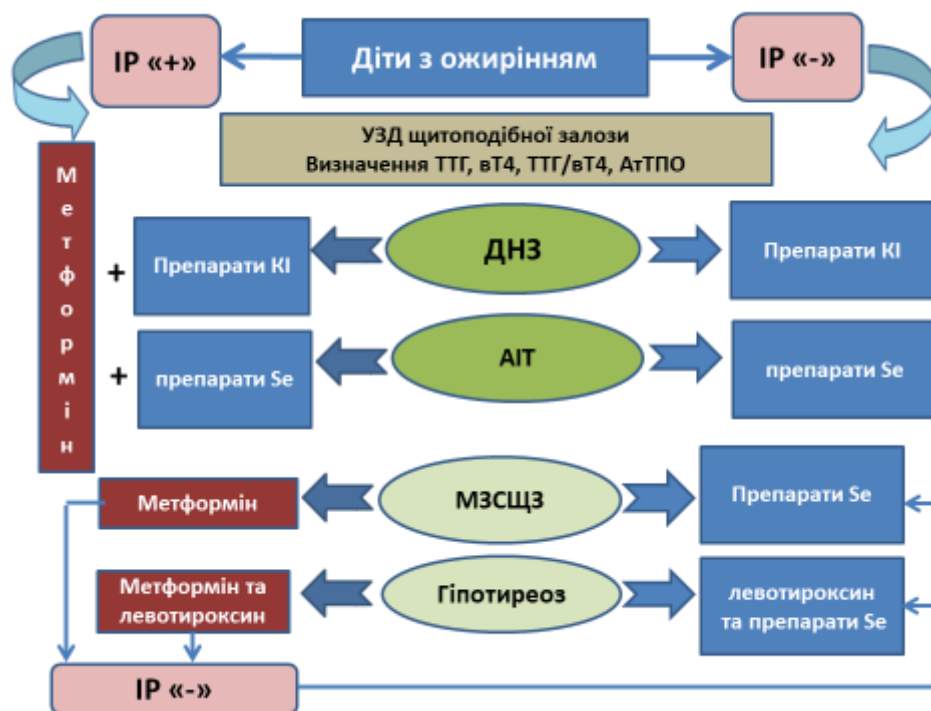 ІР «+»
Діти з ожирінням
ІР «-»
УЗД щитоподібної залози
Визначення ТТГ, вТ4, ТТГ/вТ4, АтТПО
М
е
т
ф
о
р
м
і
н
+
Препарати КІ
ДНЗ
Препарати КІ
+
препарати Se
АІТ
препарати Se
Метформін
МЗСЩЗ
Препарати Se
Метформін та
левотироксин
Гіпотиреоз
левотироксин
та препарати Se
ІР «-»